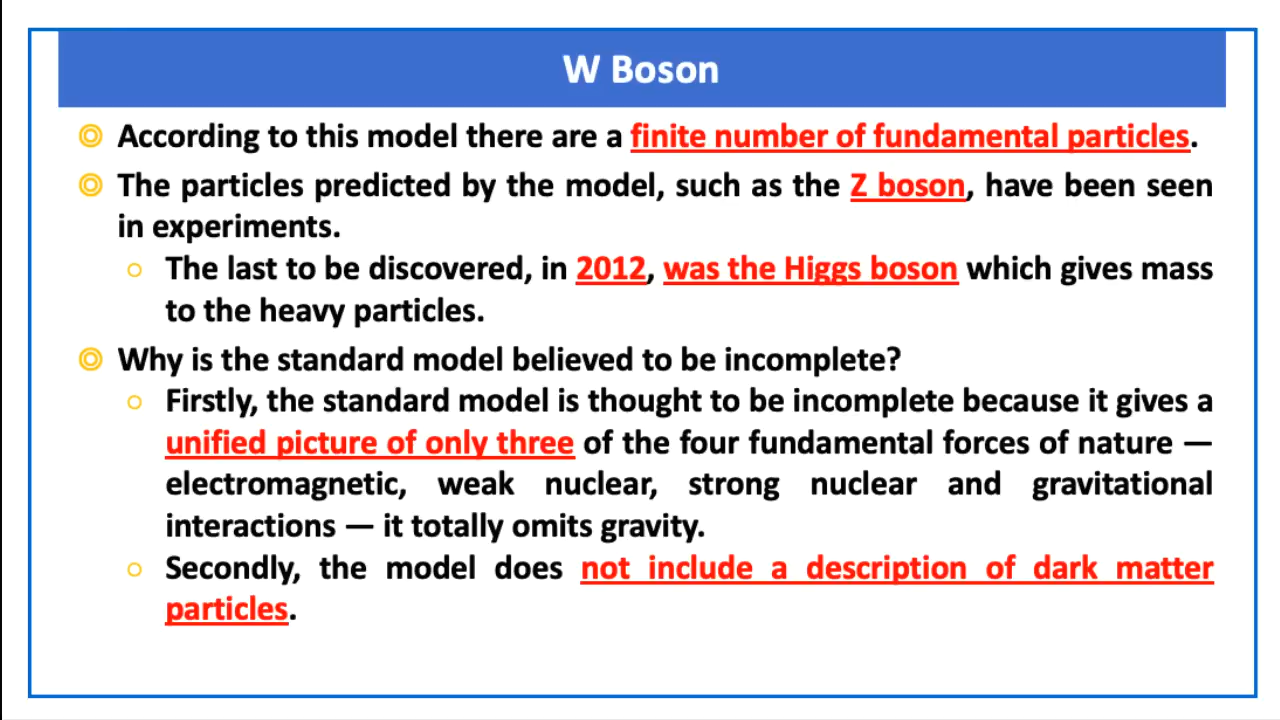 W Boson
According to this model there are a finite number of fundamental particles.
The particles predicted by the model, such as the Z boson, have been seen
in experiments.
The last to be discovered, in 2012, was the Higgs boson which gives mass
to the heavy particles.
Why is the standard model believed to be incomplete?
Firstly, the standard model is thought to be incomplete because it gives a
unified picture of only three of the four fundamental forces of nature —
electromagnetic, weak nuclear, strong nuclear and gravitational
interactions — it totally omits gravity.
Secondly, the model does not include a description of dark matter
particles.